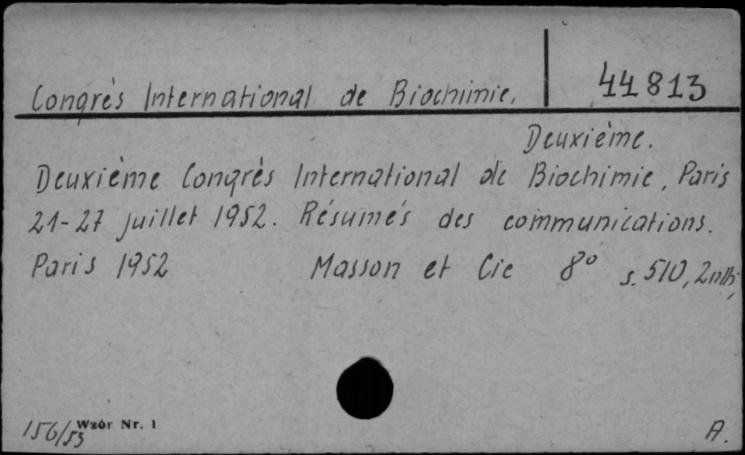 Congrès International de Biochimie, 44813
Deuxième.
Deuxième Congrès International de Biochimie, Paris
21-27 juillet 1952. Résumés des communications.
Paris 1952 Masson et Cie 8° s. 510, 2nlb,
156/53 Wzór Nr. 1 A.